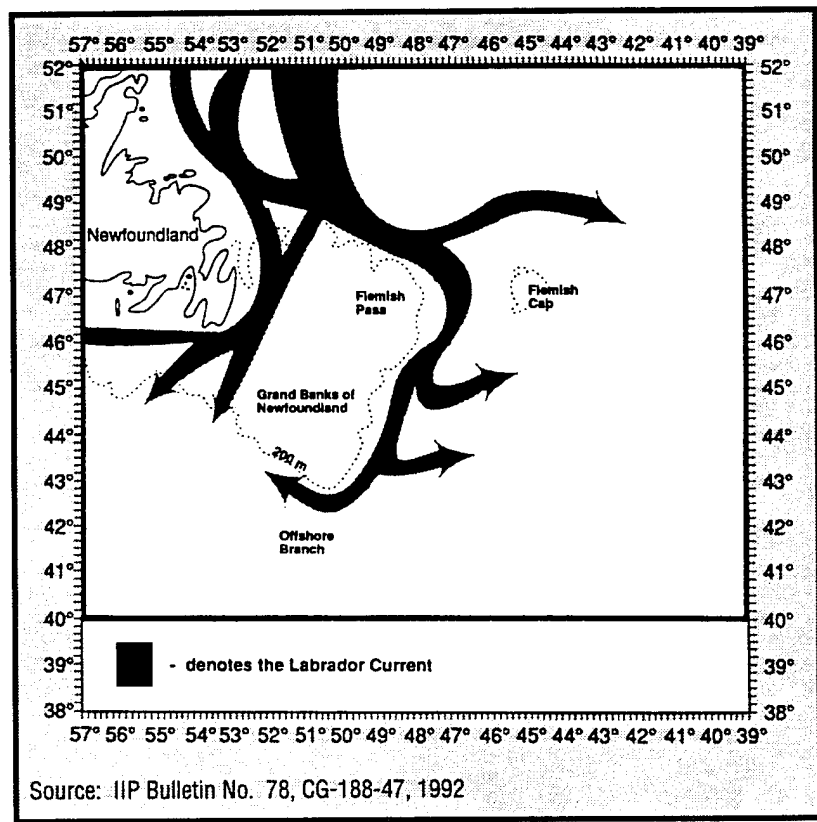 57° 56° 55° 54° 53° 52° 51° 50° 49° 48° 47° 46° 45° 44° 43° 42° 41° 40° 39°
52° 52°
51° 51°
50° 50°
49° 49°
48° 48°
Newfoundland
47° 47°
Flemish
Pass
Flemish
Cap
46° 46°
45° 45°
Grand Banks of
Newfoundland
44° 44°
43° 43°
200 m
42° 42°
Offshore
Branch
41° 41°
40° 40°
39° 39°
- denotes the Labrador Current
38° 38°
57° 56° 55° 54° 53° 52° 51° 50° 49° 48° 47° 46° 45° 44° 43° 42° 41° 40° 39°
Source: IIP Bulletin No. 78, CG-188-47, 1992